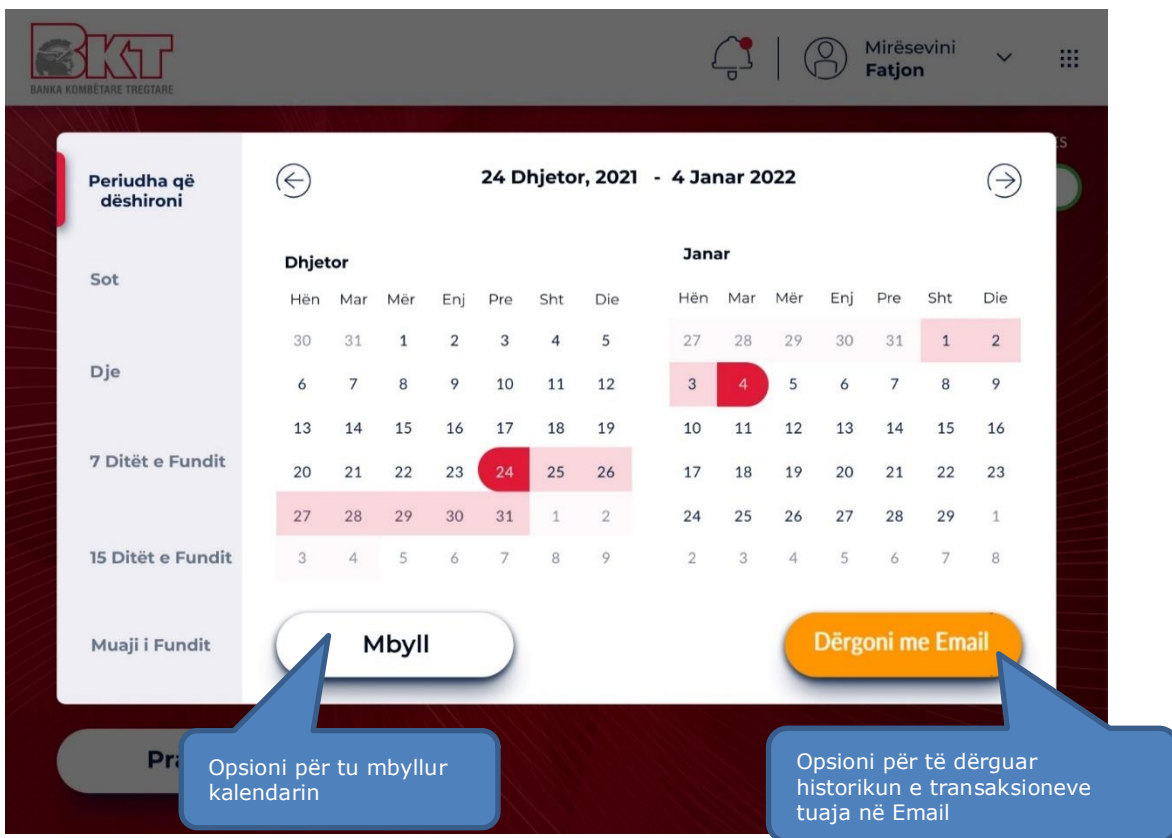 BKT
BANKA KOMBËTARE TREGTARE
Mirësevini
Fatjon
Periudha që
dëshironi
Sot
Dje
7 Ditët e Fundit
15 Ditët e Fundit
Muaji i Fundit
24 Dhjetor, 2021 - 4 Janar 2022
Dhjetor
Hën Mar Mër Enj Pre Sht Die
30 31 1 2 3 4 5
6 7 8 9 10 11 12
13 14 15 16 17 18 19
20 21 22 23 24 25 26
27 28 29 30 31 1 2
3 4 5 6 7 8 9
Janar
Hën Mar Mër Enj Pre Sht Die
27 28 29 30 31 1 2
3 4 5 6 7 8 9
10 11 12 13 14 15 16
17 18 19 20 21 22 23
24 25 26 27 28 29 1
2 3 4 5 6 7 8
Mbyll
Dërgoni me Email
Opsioni për tu mbyllur
kalendarin
Opsioni për të dërguar
historikun e transaksioneve
tuaja në Email